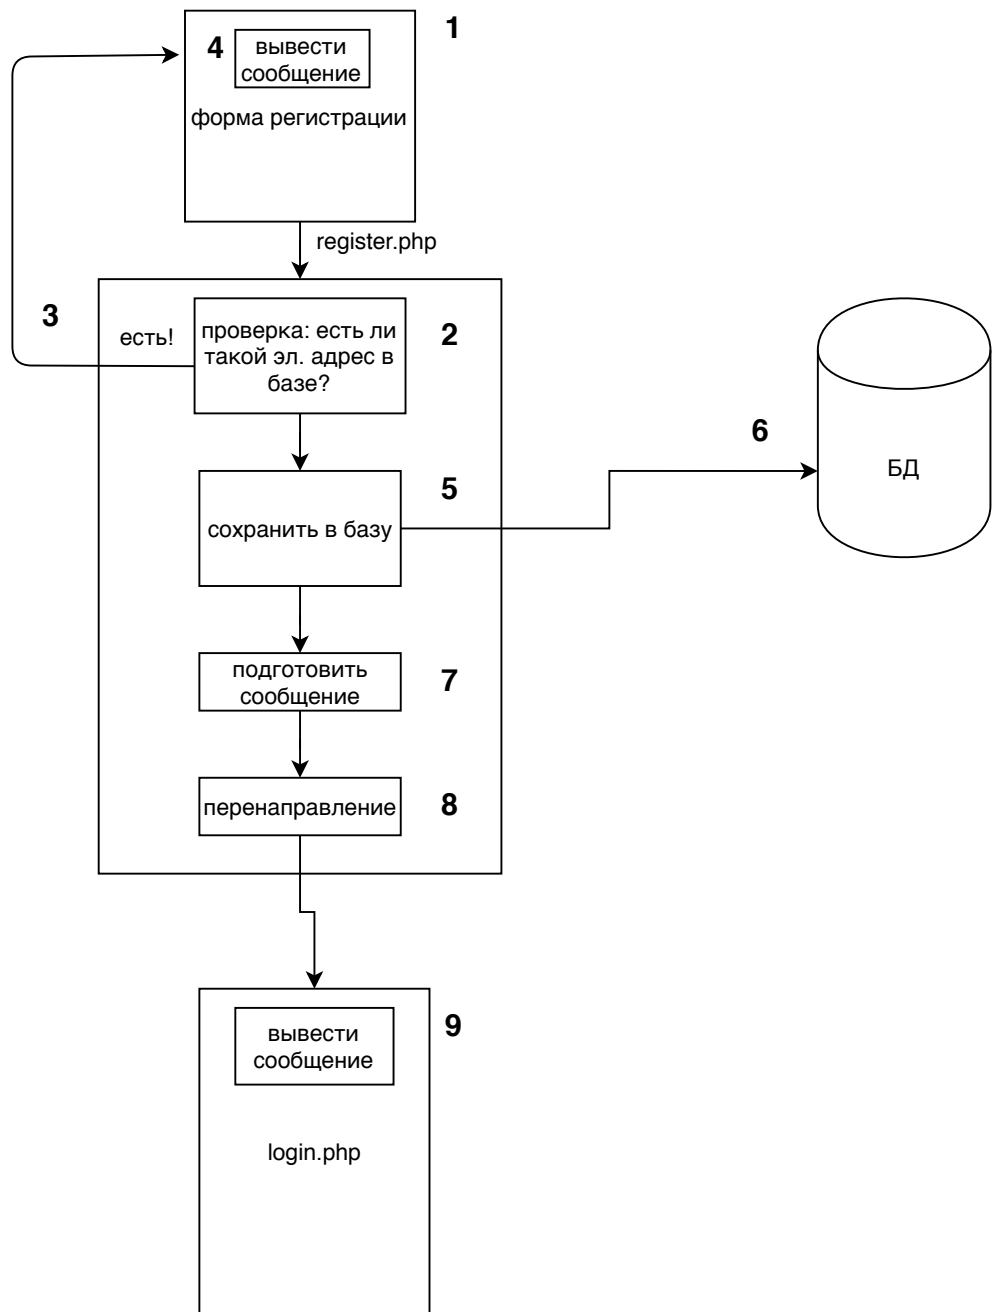 1
4
вывести
сообщение
форма регистрации
register.php
3
есть!
проверка: есть ли
такой эл. адрес в
базе?
2
6
БД
5
сохранить в базу
подготовить
сообщение
7
перенаправление
8
9
вывести
сообщение
login.php